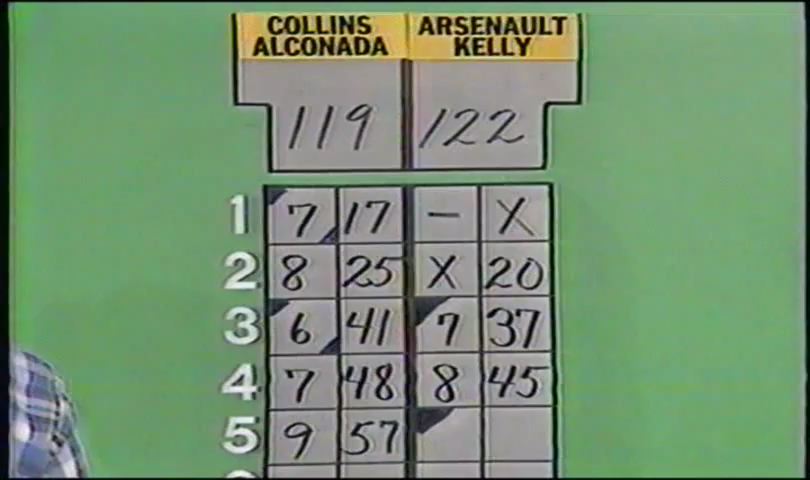 COLLINS ALCONADA
ARSENAULT KELLY
119 122
1 7 17 – X
2 8 25 X 20
3 6 41 7 37
4 7 48 8 45
5 9 57